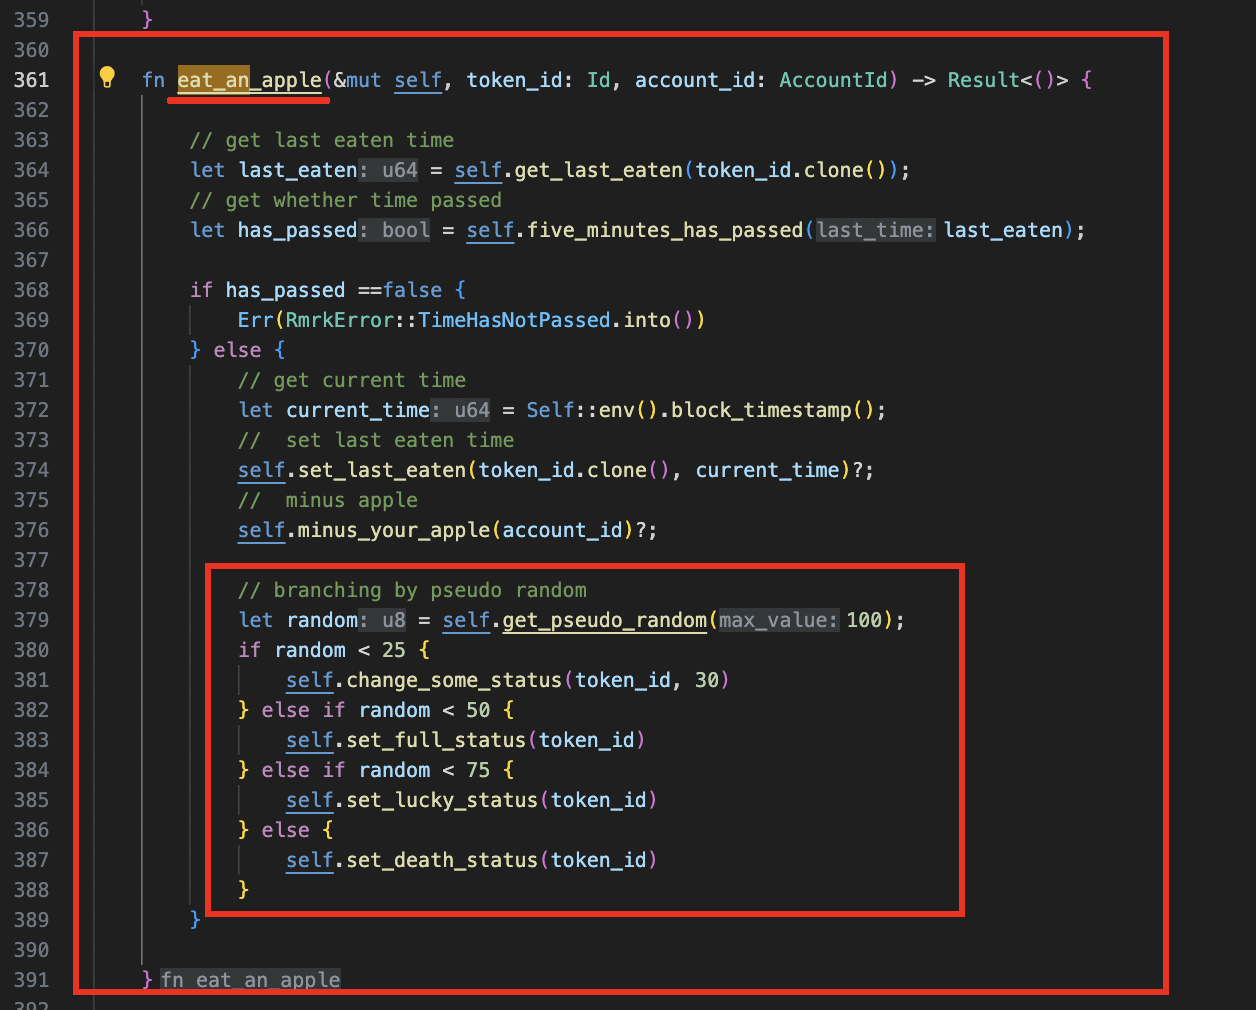 359 }
360
361 fn eat_an_apple(&mut self, token_id: Id, account_id: AccountId) -> Result<()> {
362
363 // get last eaten time
364 let last_eaten: u64 = self.get_last_eaten(token_id.clone());
365 // get whether time passed
366 let has_passed: bool = self.five_minutes_has_passed(last_time: last_eaten);
367
368 if has_passed ==false {
369 Err(RmrkError::TimeHasNotPassed.into())
370 } else {
371 // get current time
372 let current_time: u64 = Self::env().block_timestamp();
373 //  set last eaten time
374 self.set_last_eaten(token_id.clone(), current_time)?;
375 //  minus apple
376 self.minus_your_apple(account_id)?;
377
378 // branching by pseudo random
379 let random: u8 = self.get_pseudo_random(max_value: 100);
380 if random < 25 {
381 self.change_some_status(token_id, 30)
382 } else if random < 50 {
383 self.set_full_status(token_id)
384 } else if random < 75 {
385 self.set_lucky_status(token_id)
386 } else {
387 self.set_death_status(token_id)
388 }
389 }
390
391 } fn eat_an_apple
392